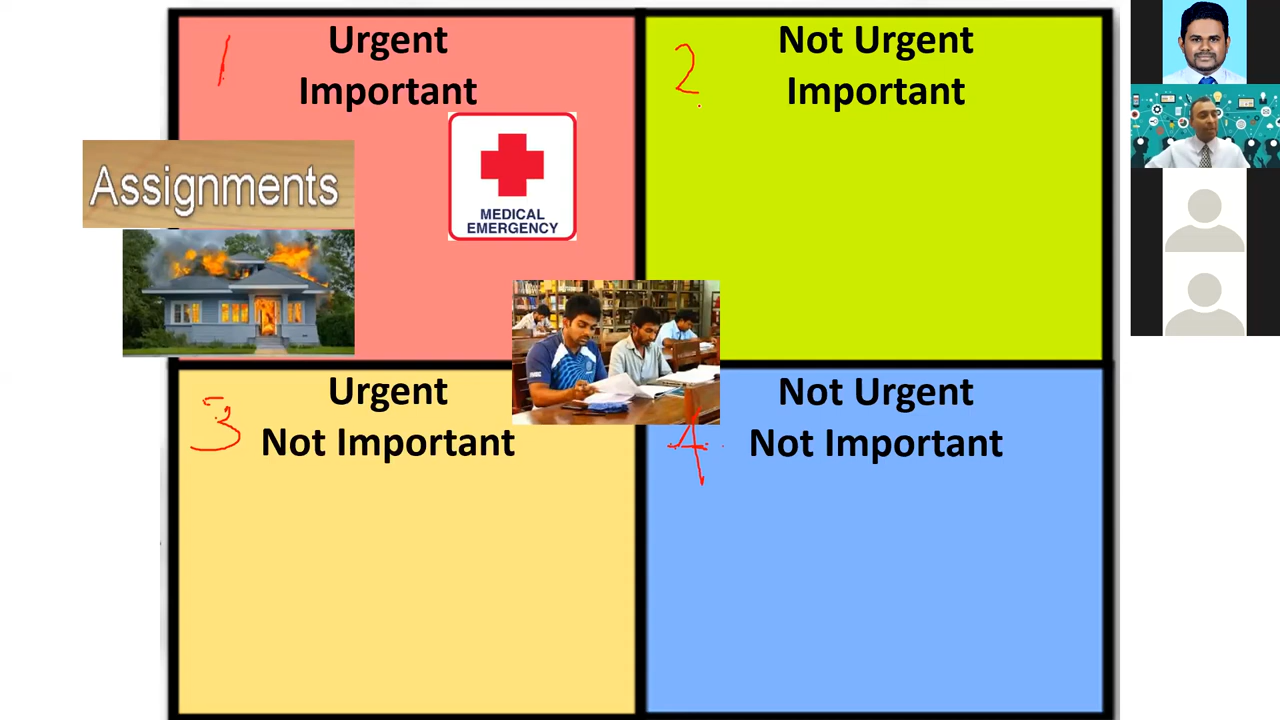 1
Urgent
Important
2
Not Urgent
Important
Assignments
MEDICAL
EMERGENCY
3
Urgent
Not Important
4
Not Urgent
Not Important